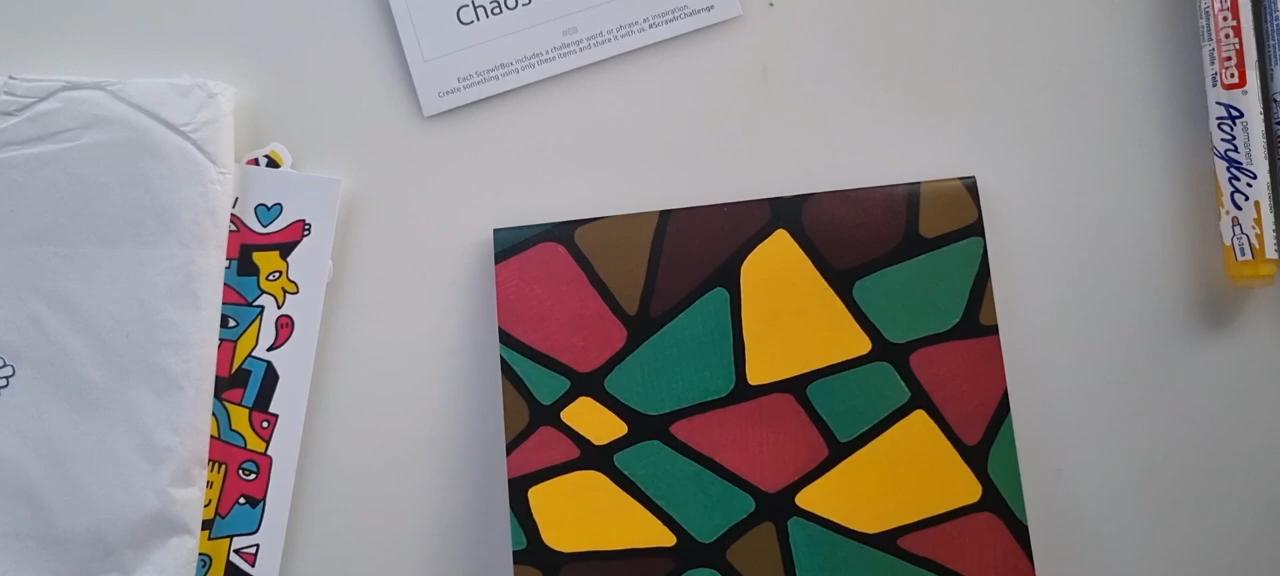 Chaos
Each ScrawlrBox includes a challenge word, or phrase, as inspiration.
Create something using only these items and share it with us. #ScrawlrChallenge
edding
permanent
Acrylic